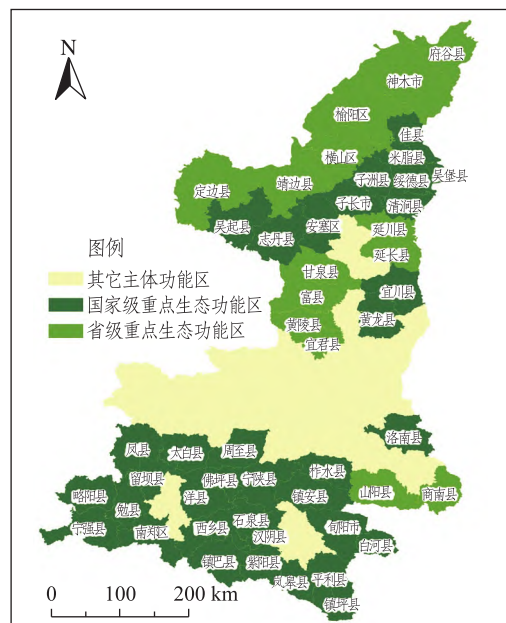 N
府谷县
神木市
榆阳区
佳县
横山区
米脂县
吴堡县
定边县
靖边县
子洲县
绥德县
子长市
清涧县
吴起县
志丹县
安塞区
延川县
图例
延长县
其它主体功能区
甘泉县
国家级重点生态功能区
宜川县
富县
省级重点生态功能区
黄陵县
黄龙县
宜君县
洛南县
凤县
太白县
周至县
柞水县
留坝县
佛坪县
宁陕县
略阳县
洋县
镇安县
山阳县
商南县
勉县
石泉县
宁强县
南郑区
西乡县
汉阴县
旬阳市
白河县
镇巴县
紫阳县
岚皋县
平利县
镇坪县
0 100 200 km